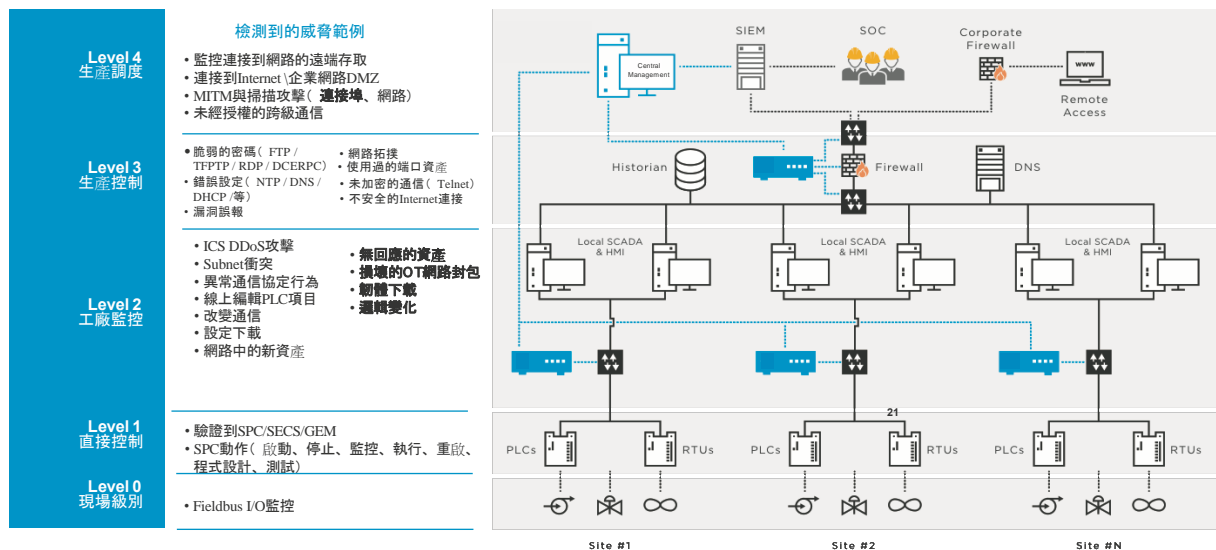 檢測到的威脅範例
Level 4
生產調度
• 監控連接到網路的遠端存取
• 連接到Internet \企業網路DMZ
• MITM與掃描攻擊( 連接埠、網路)
• 未經授權的跨級通信
SIEM
SOC
Corporate
Firewall
Central
Management
www
Remote
Access
Level 3
生產控制
• 脆弱的密碼( FTP /
TFPTP / RDP / DCERPC)
• 錯誤設定( NTP / DNS /
DHCP /等)
• 漏洞誤報
• 網路拓撲
• 使用過的端口資產
• 未加密的通信( Telnet)
• 不安全的Internet連接
Historian
Firewall
DNS
Level 2
工廠監控
• ICS DDoS攻擊
• Subnet衝突
• 異常通信協定行為
• 線上編輯PLC項目
• 改變通信
• 設定下載
• 網路中的新資產
• 無回應的資產
• 損壞的OT網路封包
• 韌體下載
• 邏輯變化
Local SCADA
& HMI
Local SCADA
& HMI
Local SCADA
& HMI
Level 1
直接控制
• 驗證到SPC/SECS/GEM
• SPC動作( 啟動、停止、監控、執行、重啟、
程式設計、測試)
21
PLCs
RTUs
PLCs
RTUs
PLCs
RTUs
Level 0
現場級別
• Fieldbus I/O監控
Site #1
Site #2
Site #N